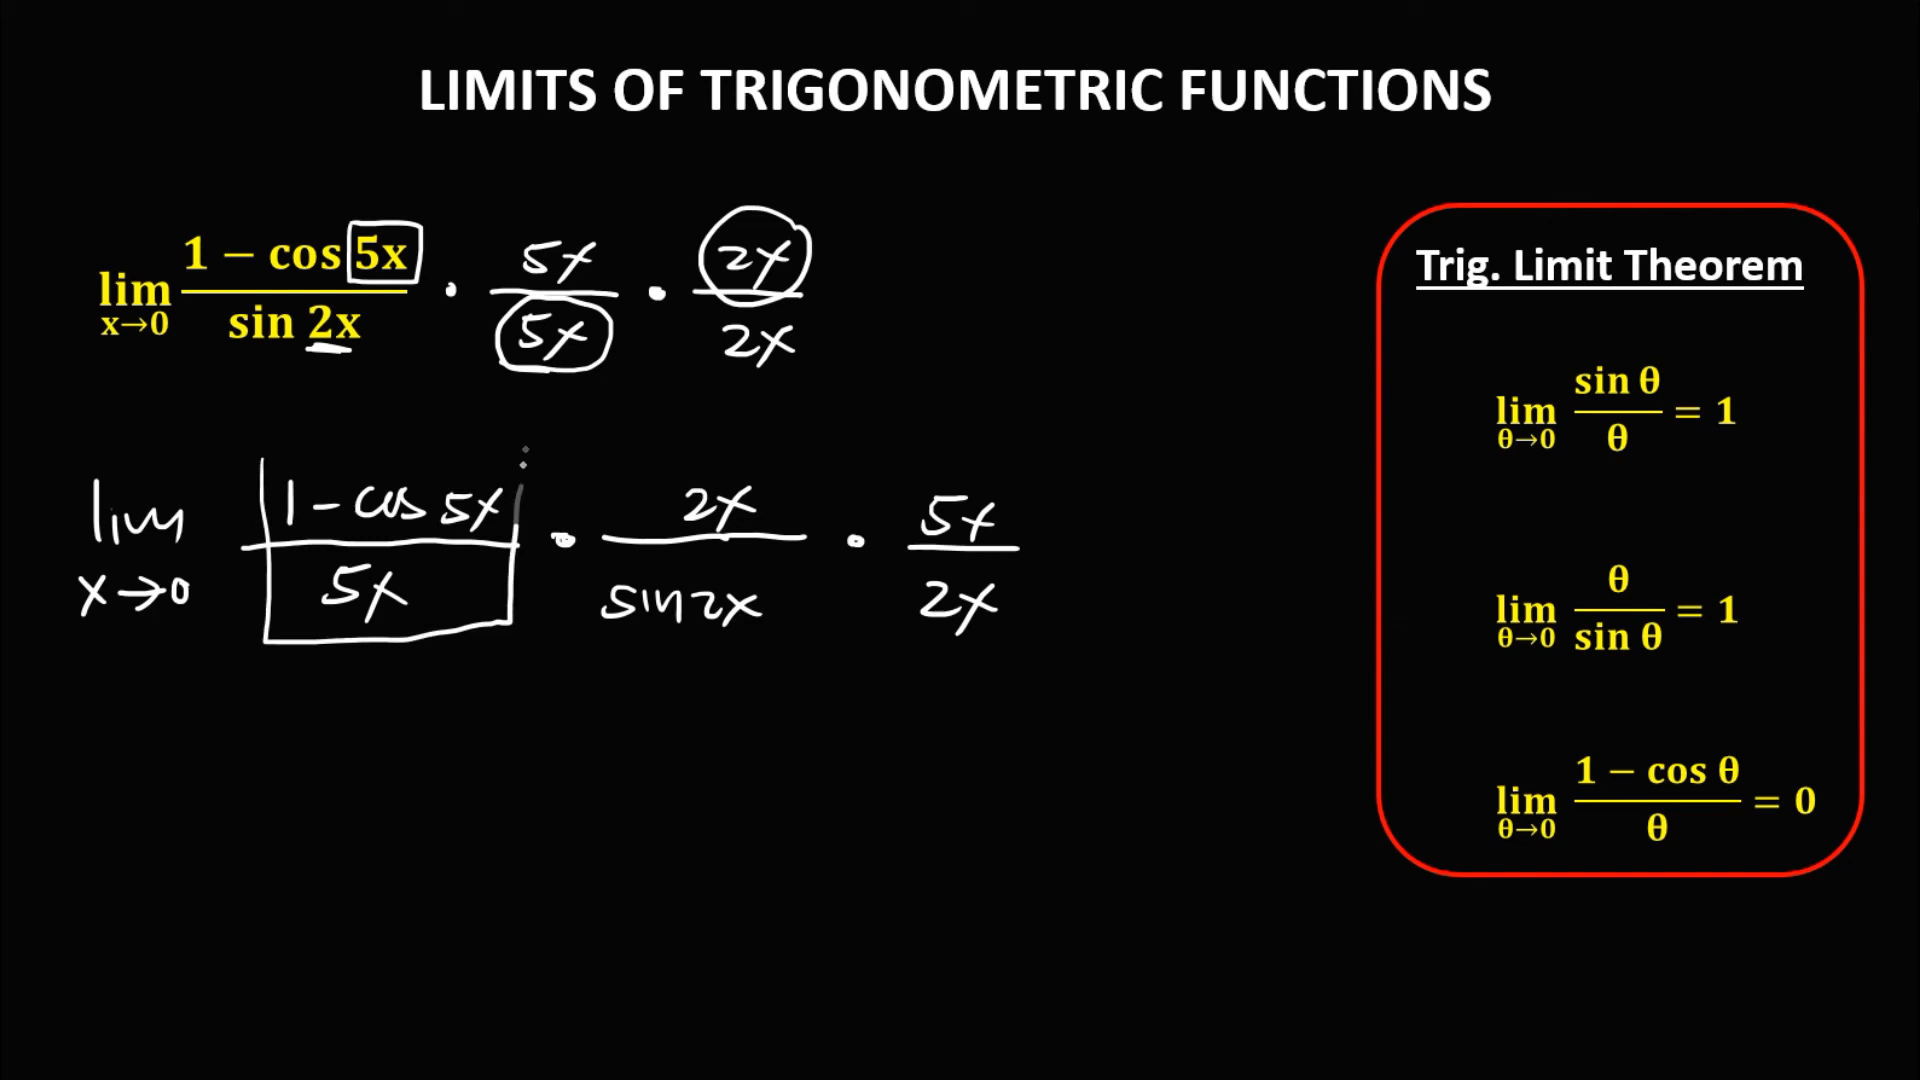 LIMITS OF TRIGONOMETRIC FUNCTIONS
lim x→0 (1 − cos 5x)/(sin 2x) · 5x/5x · 2x/2x
lim x→0 (1 - cos 5x)/(5x) · 2x/(sin 2x) · 5x/2x
Trig. Limit Theorem
lim θ→0 (sin θ)/θ = 1
lim θ→0 θ/(sin θ) = 1
lim θ→0 (1 − cos θ)/θ = 0